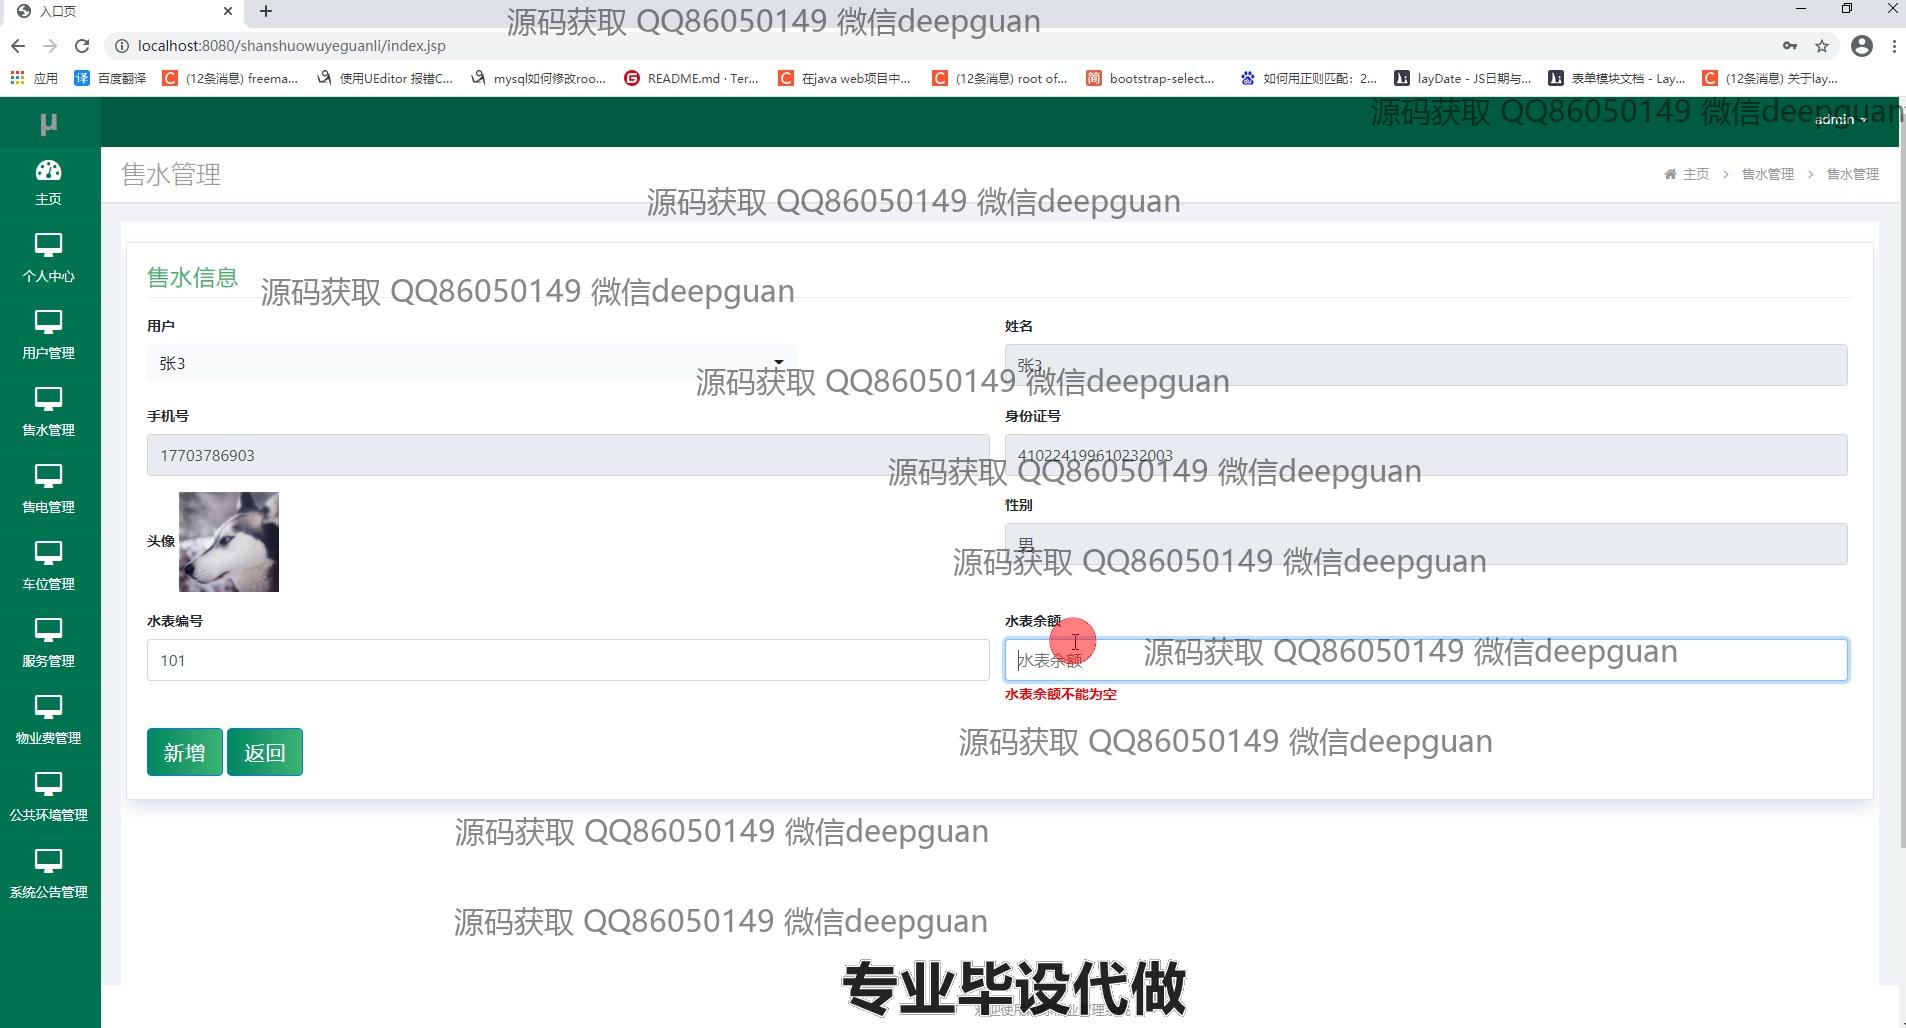 入口页
源码获取 QQ86050149 微信deepguan
localhost:8080/shanshuowuyeguanli/index.jsp
应用 百度翻译 (12条消息) freema... 使用UEditor 报错C... mysql如何修改roo... README.md · Ter... 在java web项目中... (12条消息) root of... bootstrap-select... 如何用正则匹配：2... layDate - JS日期与... 表单模块文档 - Lay... (12条消息) 关于lay...
μ
源码获取 QQ86050149 微信deepguan
admin
主页
个人中心
用户管理
售水管理
售电管理
车位管理
服务管理
物业费管理
公共环境管理
系统公告管理
售水管理
主页 > 售水管理 > 售水管理
源码获取 QQ86050149 微信deepguan
售水信息
源码获取 QQ86050149 微信deepguan
用户
姓名
张3
张3
源码获取 QQ86050149 微信deepguan
手机号
身份证号
17703786903
410224199610232003
源码获取 QQ86050149 微信deepguan
头像
性别
男
源码获取 QQ86050149 微信deepguan
水表编号
水表余额
101
水表余额
源码获取 QQ86050149 微信deepguan
水表余额不能为空
新增 返回
源码获取 QQ86050149 微信deepguan
源码获取 QQ86050149 微信deepguan
源码获取 QQ86050149 微信deepguan
专业毕设代做